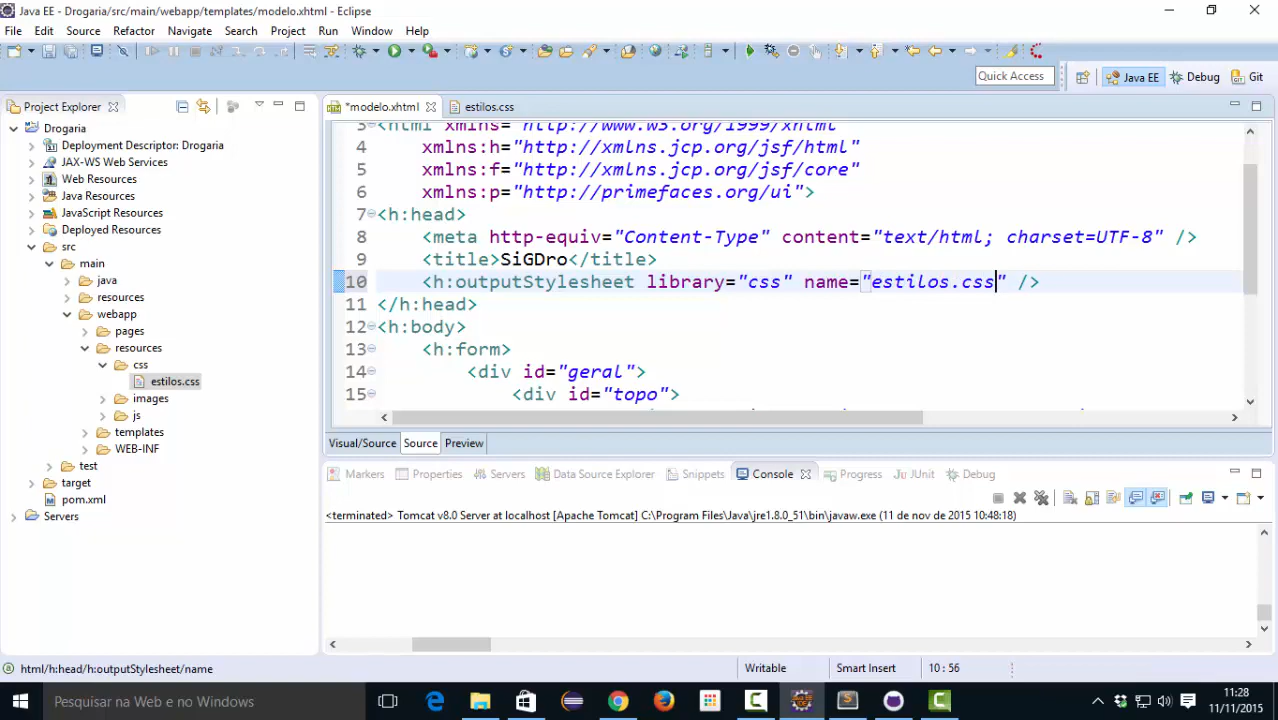 Java EE - Drogaria/src/main/webapp/templates/modelo.xhtml - Eclipse
File Edit Source Refactor Navigate Search Project Run Window Help
Quick Access
Java EE
Debug
Git
Project Explorer
*modelo.xhtml
estilos.css
Drogaria
Deployment Descriptor: Drogaria
JAX-WS Web Services
Web Resources
Java Resources
JavaScript Resources
Deployed Resources
src
main
java
resources
webapp
pages
resources
css
estilos.css
images
js
templates
WEB-INF
test
target
pom.xml
Servers
3 <html xmlns="http://www.w3.org/1999/xhtml"
4 xmlns:h="http://xmlns.jcp.org/jsf/html"
5 xmlns:f="http://xmlns.jcp.org/jsf/core"
6 xmlns:p="http://primefaces.org/ui">
7 <h:head>
8 <meta http-equiv="Content-Type" content="text/html; charset=UTF-8" />
9 <title>SiGDro</title>
10 <h:outputStylesheet library="css" name="estilos.css" />
11 </h:head>
12 <h:body>
13 <h:form>
14 <div id="geral">
15 <div id="topo">
Visual/Source Source Preview
Markers Properties Servers Data Source Explorer Snippets Console Progress JUnit Debug
<terminated> Tomcat v8.0 Server at localhost [Apache Tomcat] C:\Program Files\Java\jre1.8.0_51\bin\javaw.exe (11 de nov de 2015 10:48:18)
html/h:head/h:outputStylesheet/name
Writable
Smart Insert
10 : 56
Pesquisar na Web e no Windows
11:28
11/11/2015